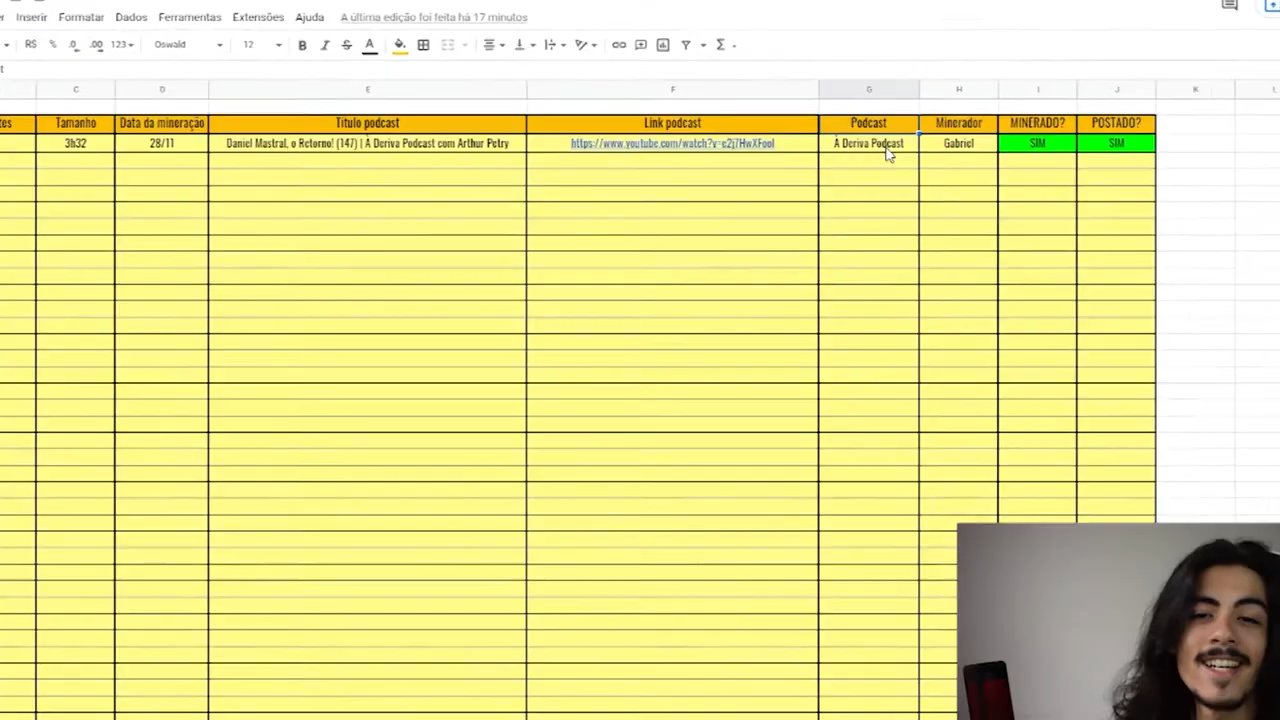 Inserir Formatar Dados Ferramentas Extensões Ajuda A última edição foi feita há 17 minutos
R$ % .0 .00 123 Oswald 12 B I S A
C D E F G H I J K
Tamanho Data da mineração Título podcast Link podcast Podcast Minerador MINERADO? POSTADO?
3h32 28/11 Daniel Mastral, o Retorno! (147) | À Deriva Podcast com Arthur Petry À Deriva Podcast Gabriel SIM SIM